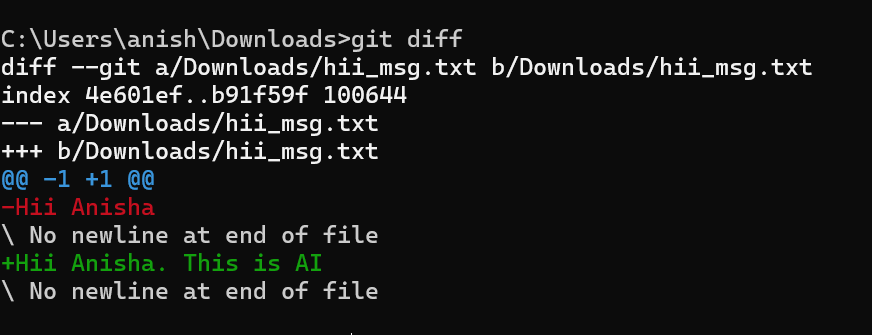 C:\Users\anish\Downloads>git diff
diff --git a/Downloads/hii_msg.txt b/Downloads/hii_msg.txt
index 4e601ef..b91f59f 100644
--- a/Downloads/hii_msg.txt
+++ b/Downloads/hii_msg.txt
@@ -1 +1 @@
-Hii Anisha
\ No newline at end of file
+Hii Anisha. This is AI
\ No newline at end of file